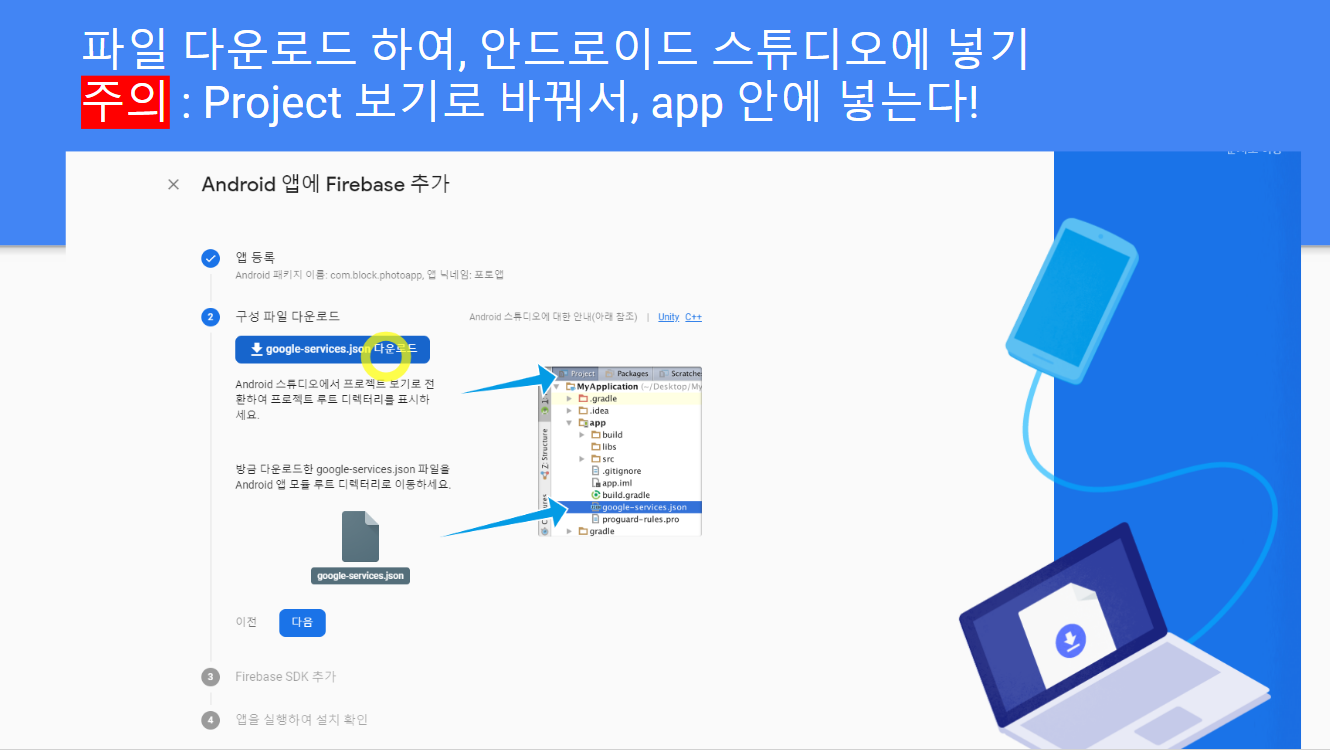 파일 다운로드 하여, 안드로이드 스튜디오에 넣기
주의 : Project 보기로 바꿔서, app 안에 넣는다!
Android 앱에 Firebase 추가
앱 등록
Android 패키지 이름: com.block.photoapp, 앱 닉네임: 포토앱
2 구성 파일 다운로드
Android 스튜디오에 대한 안내(아래 참조) | Unity C++
google-services.json 다운로드
Android 스튜디오에서 프로젝트 보기로 전
환하여 프로젝트 루트 디렉터리를 표시하
세요.
Project Packages Scratches
MyApplication (~/Desktop/My
.gradle
.idea
app
build
libs
src
.gitignore
app.iml
build.gradle
google-services.json
proguard-rules.pro
gradle
Z: Structure
방금 다운로드한 google-services.json 파일을
Android 앱 모듈 루트 디렉터리로 이동하세요.
google-services.json
이전 다음
3 Firebase SDK 추가
4 앱을 실행하여 설치 확인